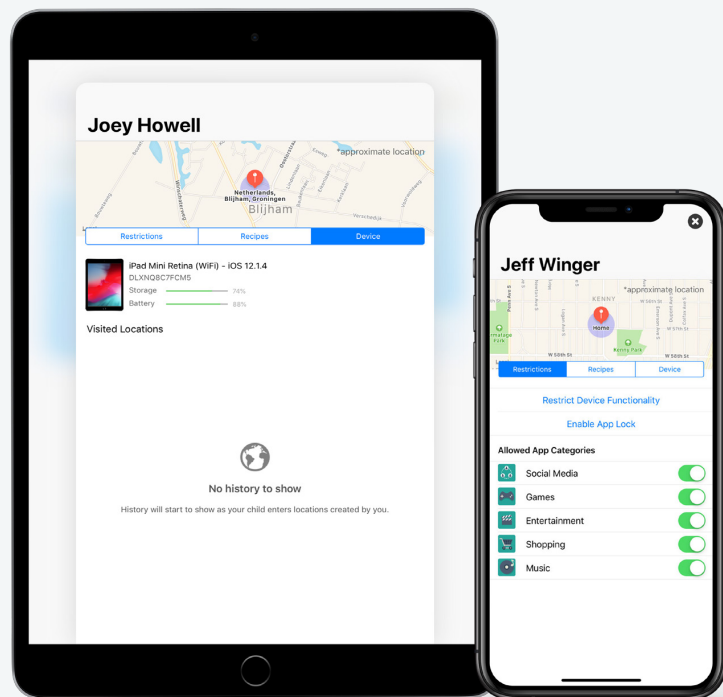 Joey Howell
*approximate location
Netherlands,
Blijham, Groningen
Blijham
Restrictions
Recipes
Device
iPad Mini Retina (WiFi) - iOS 12.1.4
DLXNQ8C7FCM5
Storage
74%
Battery
88%
Visited Locations
No history to show
History will start to show as your child enters locations created by you.
Jeff Winger
*approximate location
KENNY
Home
Kenny Park
W 56th St
Restrictions
Recipes
Device
Restrict Device Functionality
Enable App Lock
Allowed App Categories
Social Media
Games
Entertainment
Shopping
Music